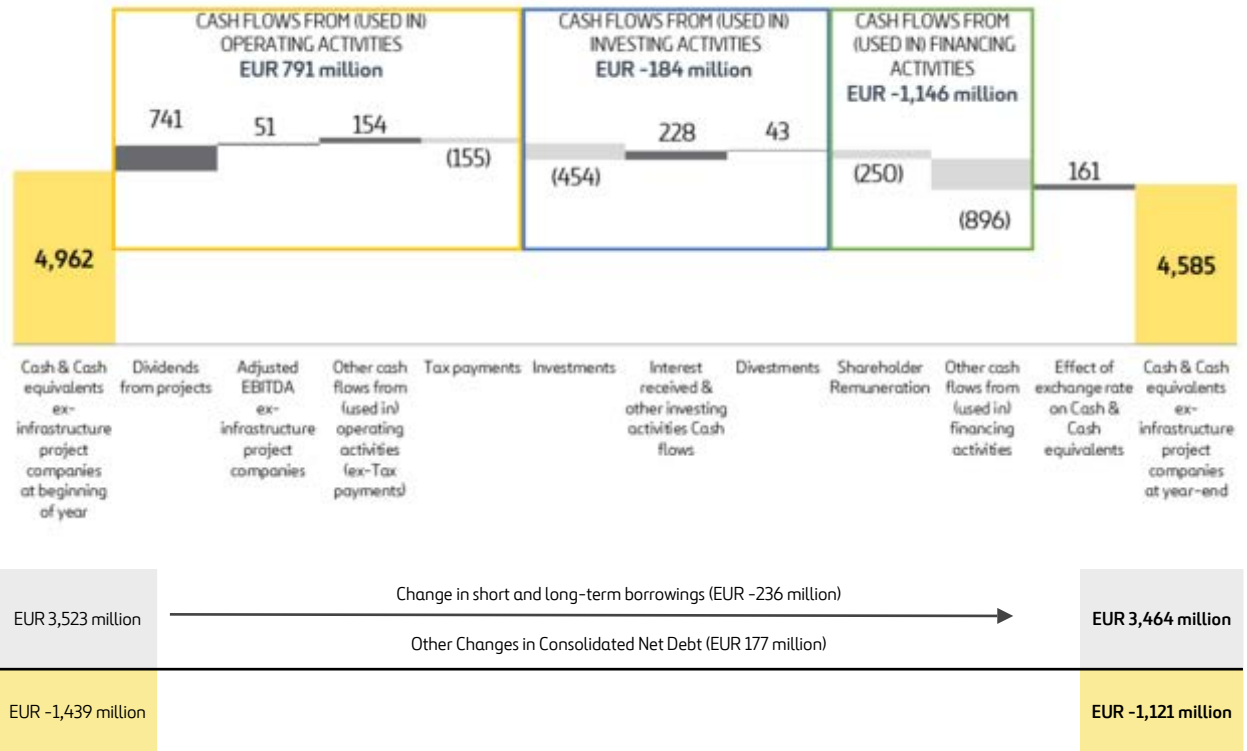 CASH FLOWS FROM (USED IN)
OPERATING ACTIVITIES
EUR 791 million
CASH FLOWS FROM (USED IN)
INVESTING ACTIVITIES
EUR -184 million
CASH FLOWS FROM
(USED IN) FINANCING
ACTIVITIES
EUR -1,146 million
741
51
154
(155)
(454)
228
43
(250)
(896)
161
4,962
4,585
Cash & Cash
equivalents
ex-
infrastructure
project
companies
at beginning
of year
Dividends
from projects
Adjusted
EBITDA
ex-
infrastructure
project
companies
Other cash
flows from
(used in)
operating
activities
(ex-Tax
payments)
Tax payments
Investments
Interest
received &
other investing
activities Cash
flows
Divestments
Shareholder
Remuneration
Other cash
flows from
(used in)
financing
activities
Effect of
exchange rate
on Cash &
Cash
equivalents
Cash & Cash
equivalents
ex-
infrastructure
project
companies
at year-end
EUR 3,523 million
Change in short and long-term borrowings (EUR -236 million)
Other Changes in Consolidated Net Debt (EUR 177 million)
EUR 3,464 million
EUR -1,439 million
EUR -1,121 million